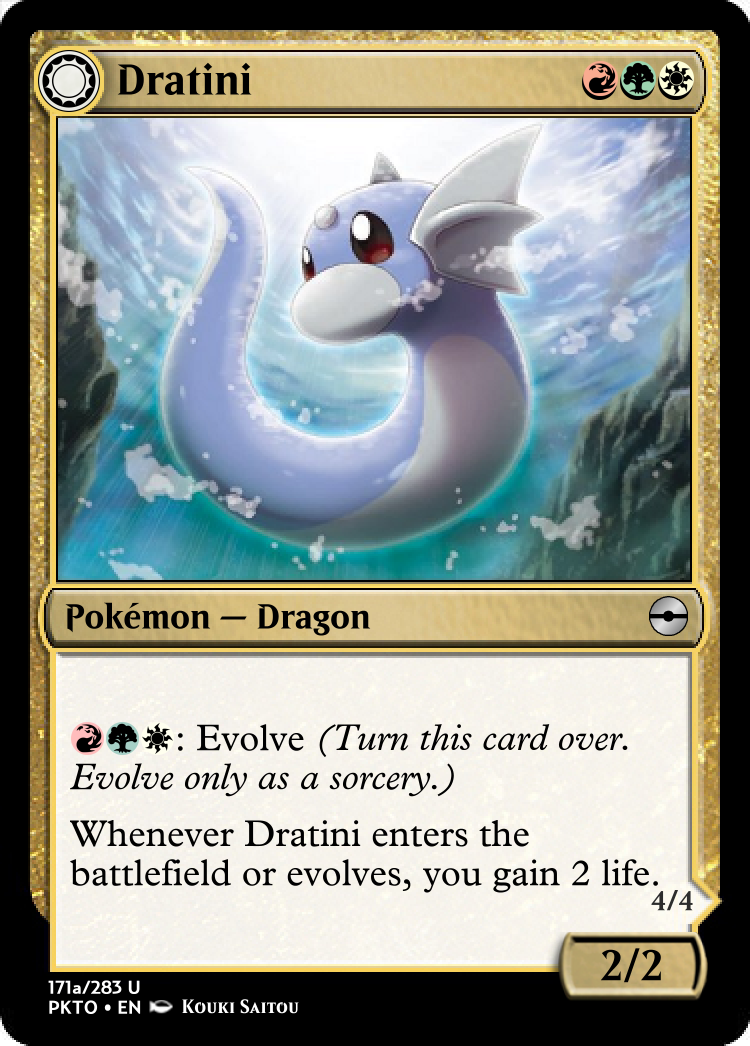 Dratini
Pokémon — Dragon
: Evolve (Turn this card over.
Evolve only as a sorcery.)
Whenever Dratini enters the
battlefield or evolves, you gain 2 life.
4/4
2/2
171a/283 U
PKTO • EN Kouki Saitou